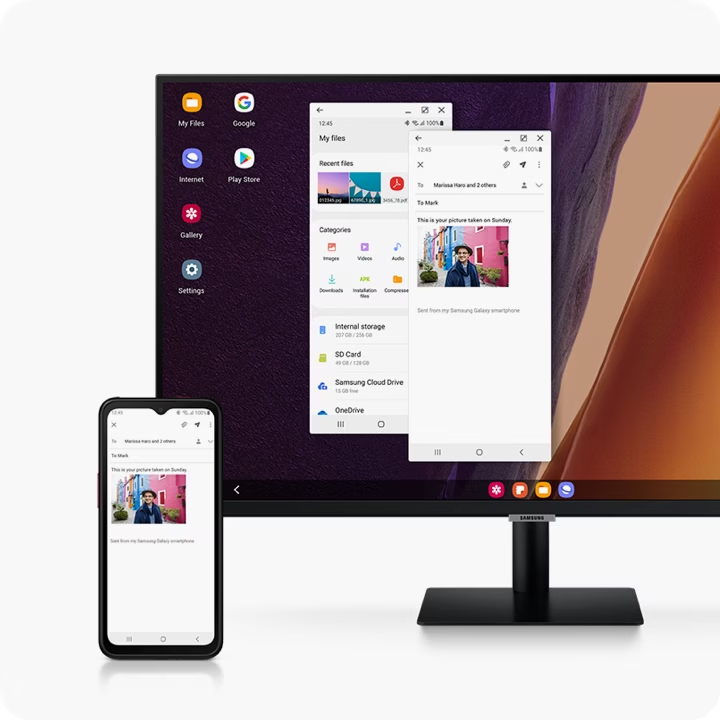 My Files
Google
Internet
Play Store
Gallery
Settings
12:45
100%
My files
Recent files
012345.jpg
3456_78.pdf
Categories
Images
Videos
Audio
Downloads
APK
Installation
files
Compresse
Internal storage
207 GB / 256 GB
SD Card
49 GB / 128 GB
Samsung Cloud Drive
15 GB free
OneDrive
12:45
100%
To Marissa Haro and 2 others
To Mark
This is your picture taken on Sunday.
Sent from my Samsung Galaxy smartphone
SAMSUNG
12:45
100%
To Marissa Haro and 2 others
To Mark
This is your picture taken on Sunday.
Sent from my Samsung Galaxy smartphone